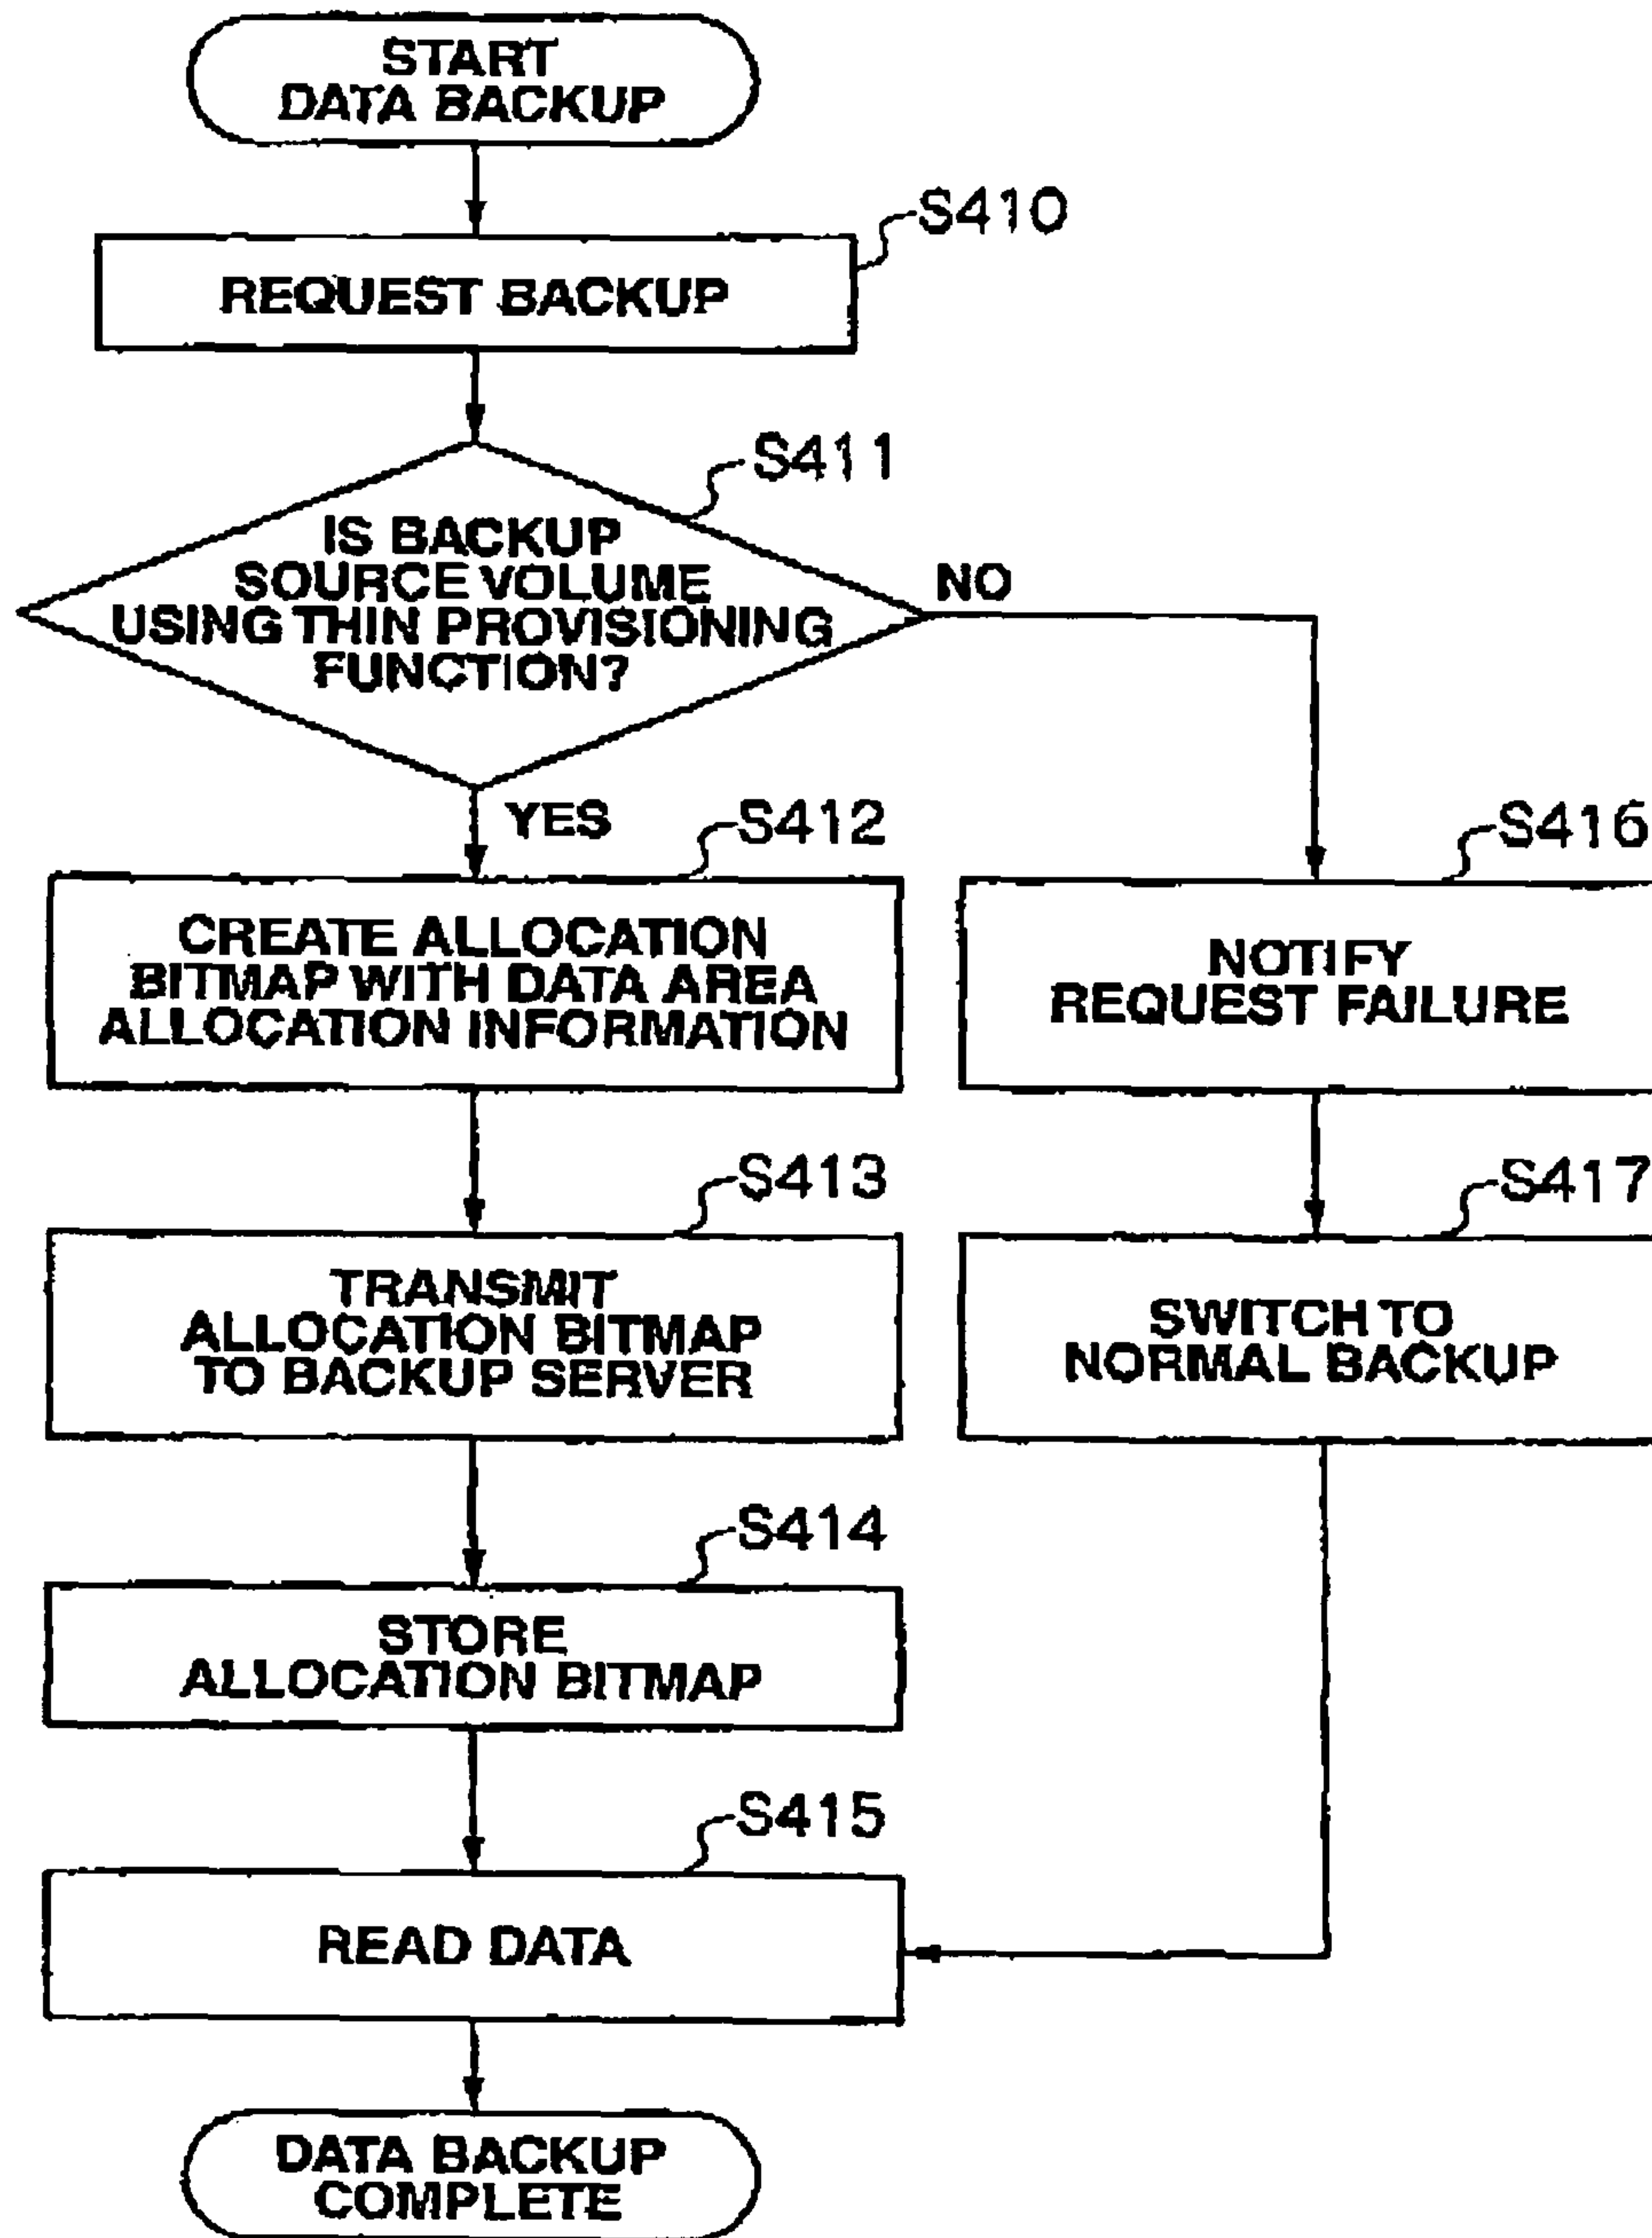 START
DATA BACKUP
S410
REQUEST BACKUP
S411
IS BACKUP
SOURCE VOLUME
USING THIN PROVISIONING
FUNCTION?
NO
YES
S412
CREATE ALLOCATION
BITMAP WITH DATA AREA
ALLOCATION INFORMATION
S416
NOTIFY
REQUEST FAILURE
S413
TRANSMIT
ALLOCATION BITMAP
TO BACKUP SERVER
S417
SWITCH TO
NORMAL BACKUP
S414
STORE
ALLOCATION BITMAP
S415
READ DATA
DATA BACKUP
COMPLETE